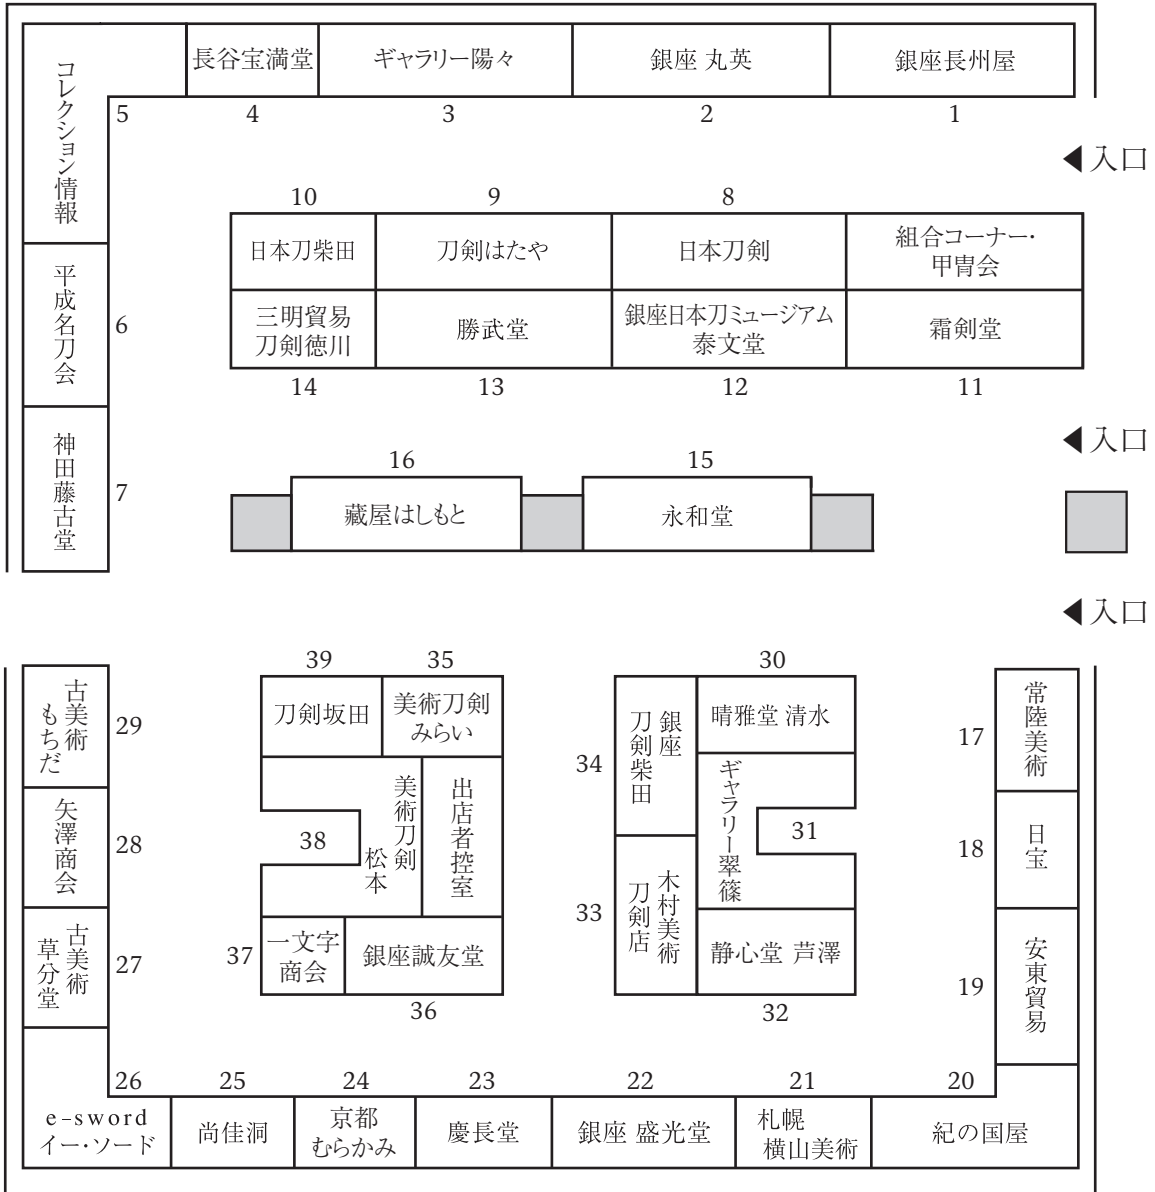 長谷宝満堂
ギャラリー陽々
銀座 丸英
銀座長州屋
コレクション情報
5
4
3
2
1
入口
10
9
8
日本刀柴田
刀剣はたや
日本刀剣
組合コーナー・
甲冑会
平成名刀会
6
三明貿易
刀剣徳川
勝武堂
銀座日本刀ミュージアム
泰文堂
霜剣堂
14
13
12
11
入口
神田藤古堂
7
16
15
蔵屋はしもと
永和堂
入口
39
35
30
古美術
もちだ
29
刀剣坂田
美術刀剣
みらい
銀座
刀剣柴田
34
晴雅堂 清水
17
常陸美術
矢澤商会
28
38
美術刀剣
松本
出店者控室
ギャラリー翠篠
31
18
日宝
33
木村美術
刀剣店
古美術
草分堂
27
37
一文字
商会
銀座誠友堂
静心堂 芦澤
19
安東貿易
36
32
26
25
24
23
22
21
20
e-sword
イー・ソード
尚佳洞
京都
むらかみ
慶長堂
銀座 盛光堂
札幌
横山美術
紀の国屋